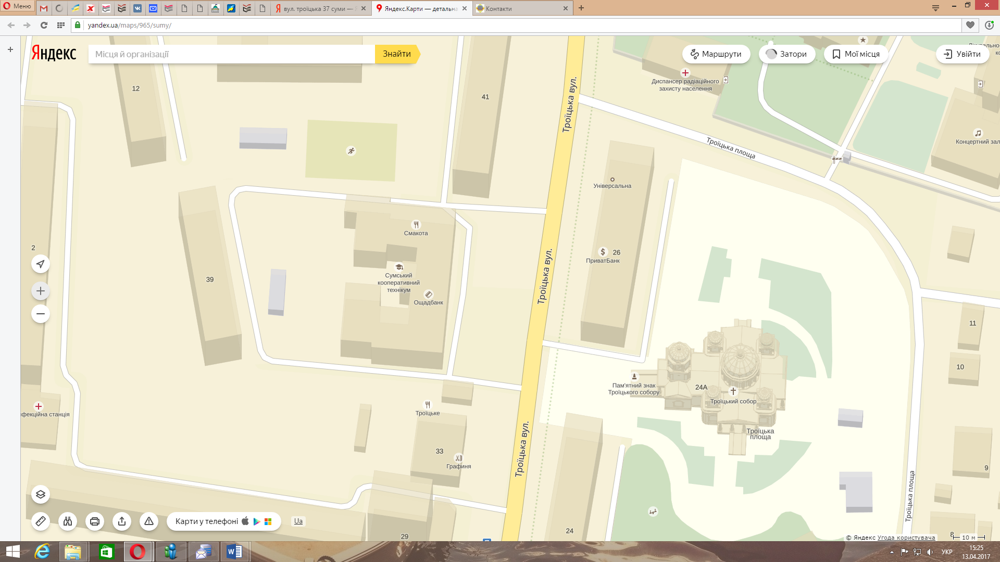 Меню
вул. троїцька 37 суми —
Яндекс.Карти — детальна
Контакти
yandex.ua/maps/965/sumy/
Яндекс
Місця й організації
Знайти
Маршрути
Затори
Мої місця
Увійти
12
41
Троїцька вул.
Диспансер радіаційного
захисту населення
Троїцька площа
Концертний зал
Універсальна
Смакота
2
39
ПриватБанк
26
Сумський
кооперативний
технікум
Ощадбанк
Троїцька вул.
11
10
Пам'ятний знак
Троїцького собору
24А
Троїцький собор
Троїцька
площа
фекційна станція
Троїцьке
33
Графиня
Троїцька вул.
9
Троїцька площа
Карти у телефоні
Ua
29
24
8
© Яндекс Угода користувача
10 м
УКР
15:25
13.04.2017